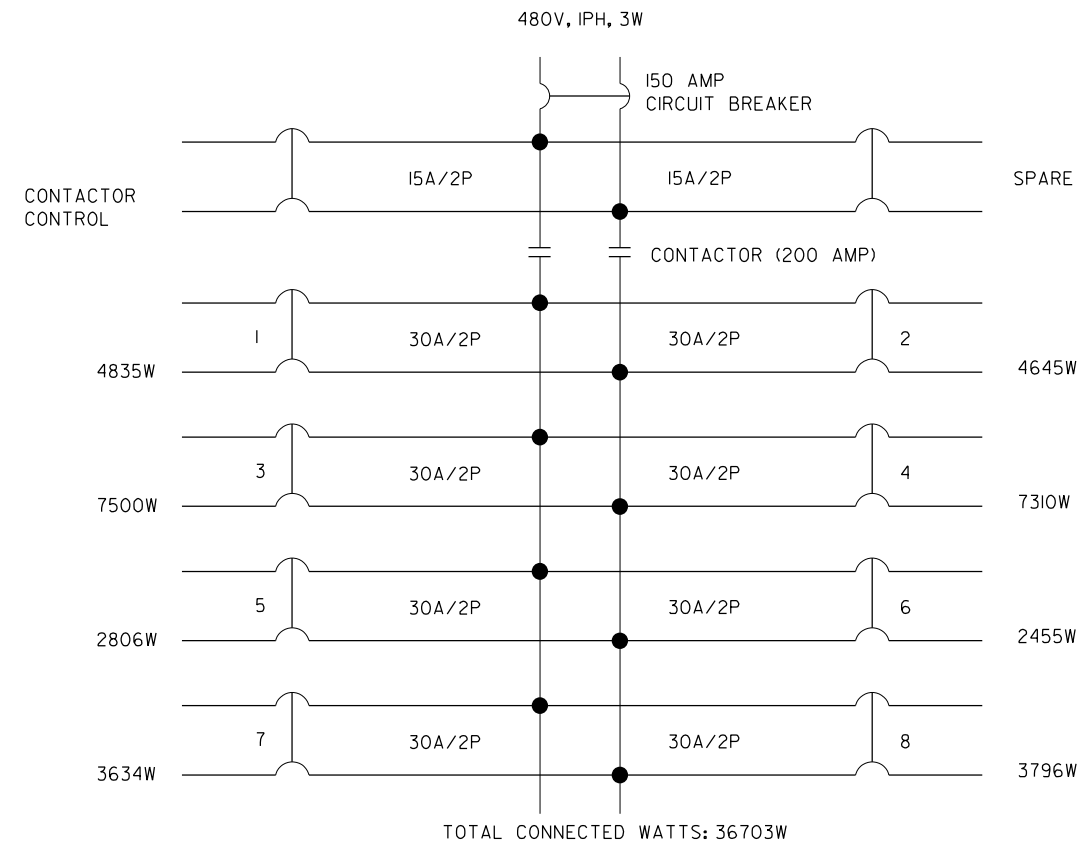 480V, 1PH, 3W
150 AMP
CIRCUIT BREAKER
15A/2P
15A/2P
SPARE
CONTACTOR
CONTROL
CONTACTOR (200 AMP)
1
30A/2P
30A/2P
2
4835W
4645W
3
30A/2P
30A/2P
4
7500W
7310W
5
30A/2P
30A/2P
6
2806W
2455W
7
30A/2P
30A/2P
8
3634W
3796W
TOTAL CONNECTED WATTS: 36703W